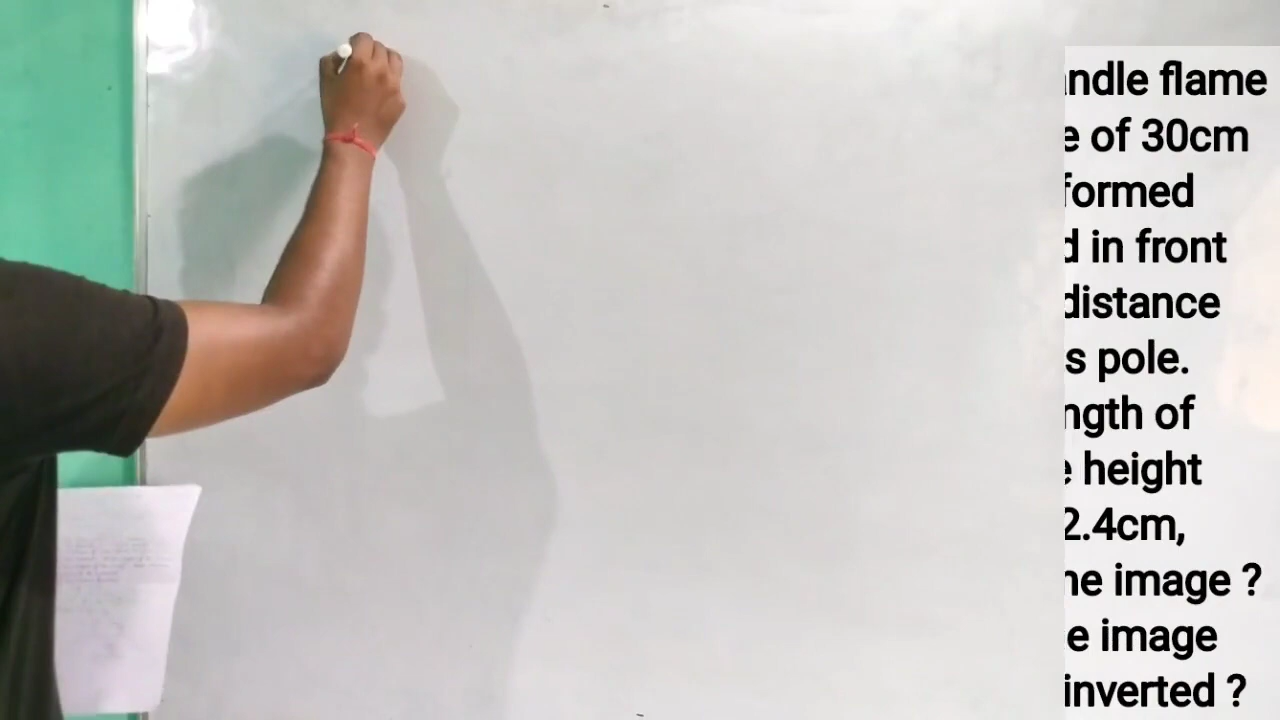 ndle flame
e of 30cm
formed
d in front
distance
s pole.
ngth of
e height
2.4cm,
he image ?
e image
inverted ?